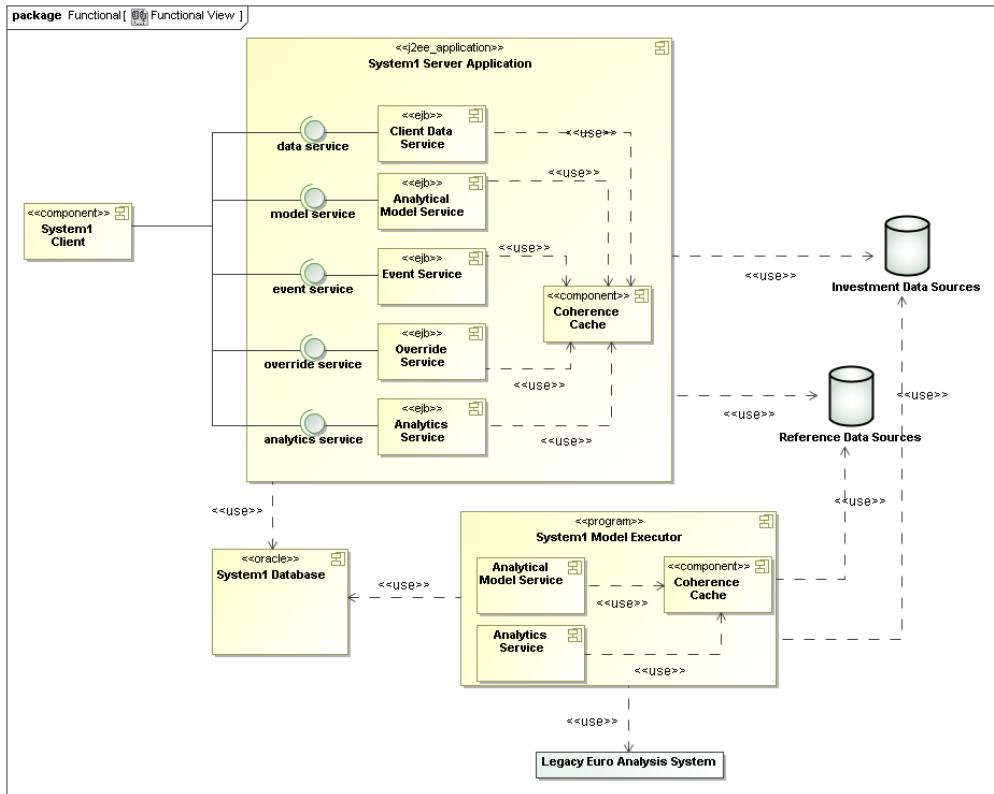 package Functional[ Functional View ]
<<j2ee_application>>
System1 Server Application
<<ejb>>
Client Data
Service
data service
<<use>>
<<ejb>>
Analytical
Model Service
model service
<<use>>
<<component>>
System1
Client
<<ejb>>
Event Service
event service
<<use>>
<<component>>
Coherence
Cache
<<ejb>>
Override
Service
override service
<<use>>
<<ejb>>
Analytics
Service
analytics service
<<use>>
<<use>>
Investment Data Sources
<<use>>
Reference Data Sources
<<use>>
<<use>>
<<use>>
<<oracle>>
System1 Database
<<use>>
<<program>>
System1 Model Executor
Analytical
Model Service
<<use>>
<<component>>
Coherence
Cache
Analytics
Service
<<use>>
<<use>>
Legacy Euro Analysis System